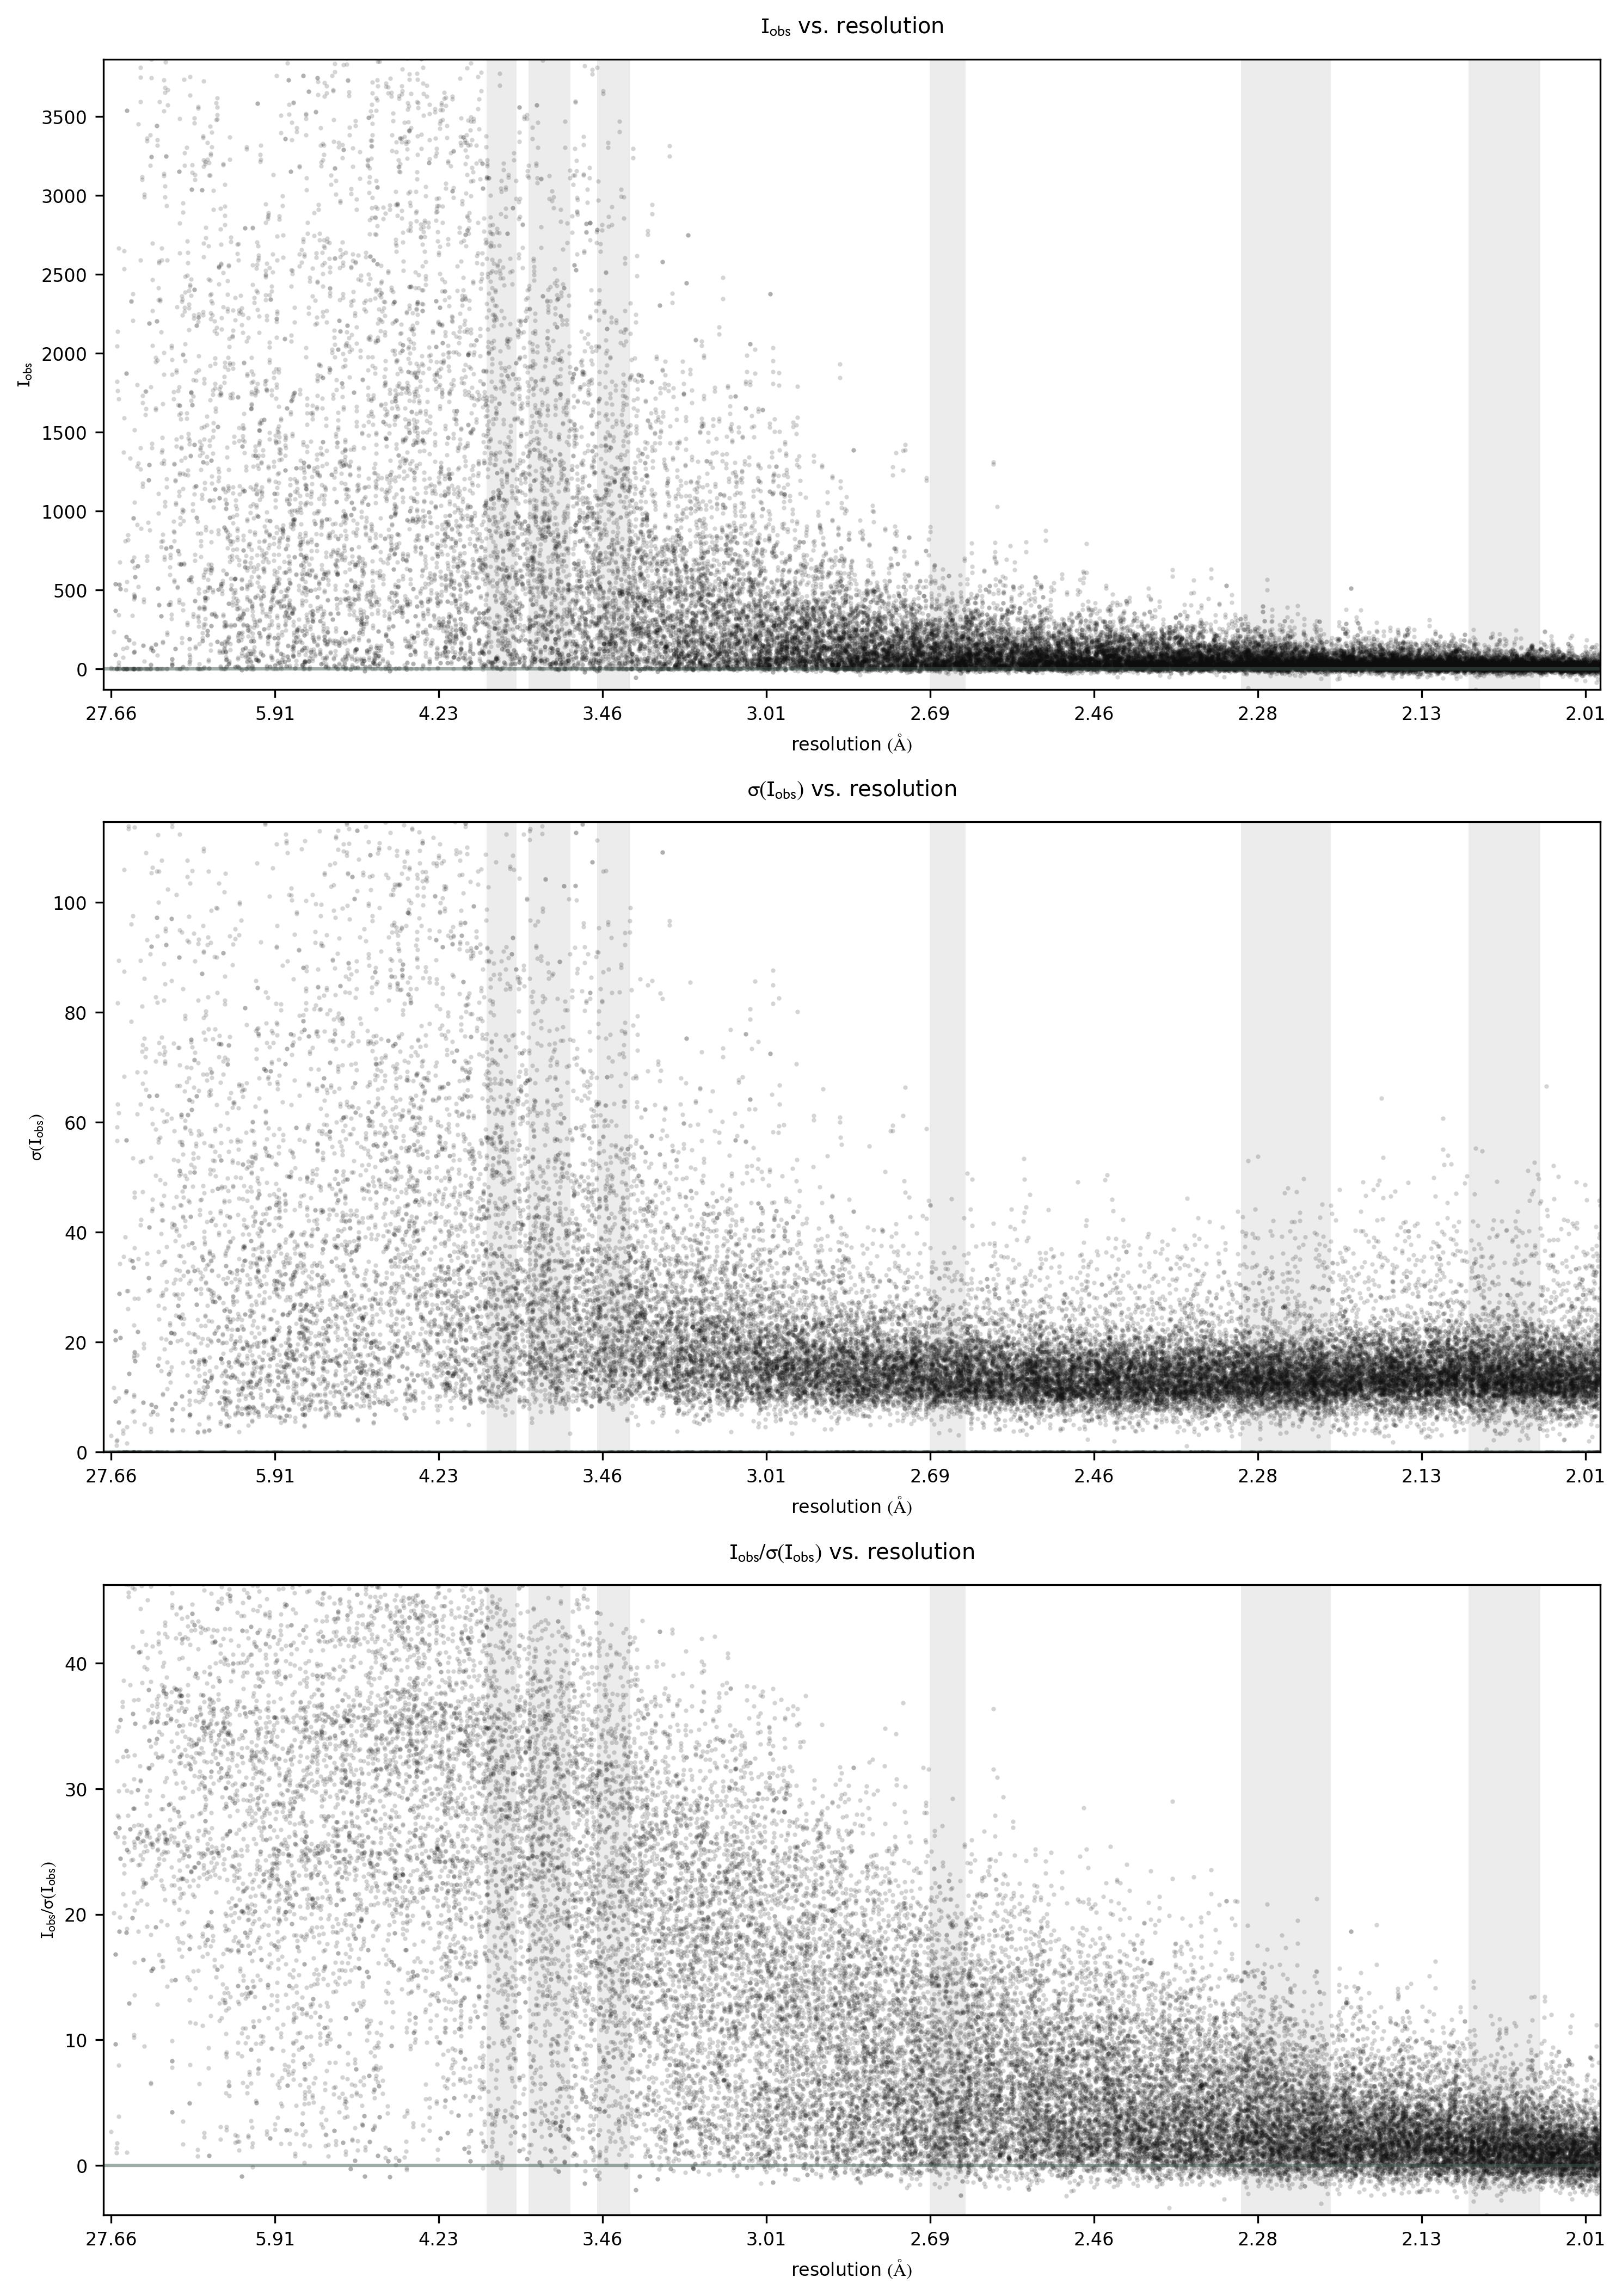 Iobs vs. resolution
3500
3000
2500
2000
1500
1000
500
0
Iobs
27.66 5.91 4.23 3.46 3.01 2.69 2.46 2.28 2.13 2.01
resolution (Å)
σ(Iobs) vs. resolution
100
80
60
40
20
0
σ(Iobs)
27.66 5.91 4.23 3.46 3.01 2.69 2.46 2.28 2.13 2.01
resolution (Å)
Iobs/σ(Iobs) vs. resolution
40
30
20
10
0
Iobs/σ(Iobs)
27.66 5.91 4.23 3.46 3.01 2.69 2.46 2.28 2.13 2.01
resolution (Å)